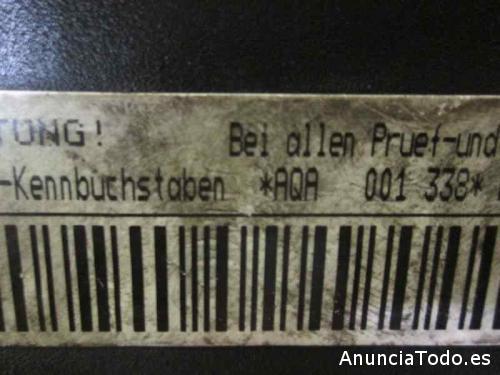 TUNG! Bei allen Pruef-und
-Kennbuchstaben *AQA 001 338*
AnunciaTodo.es